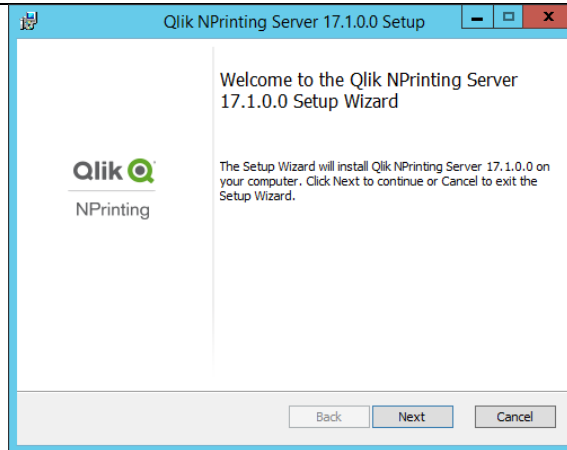 Qlik NPrinting Server 17.1.0.0 Setup
Welcome to the Qlik NPrinting Server
17.1.0.0 Setup Wizard
Qlik
NPrinting
The Setup Wizard will install Qlik NPrinting Server 17.1.0.0 on
your computer. Click Next to continue or Cancel to exit the
Setup Wizard.
Back Next Cancel